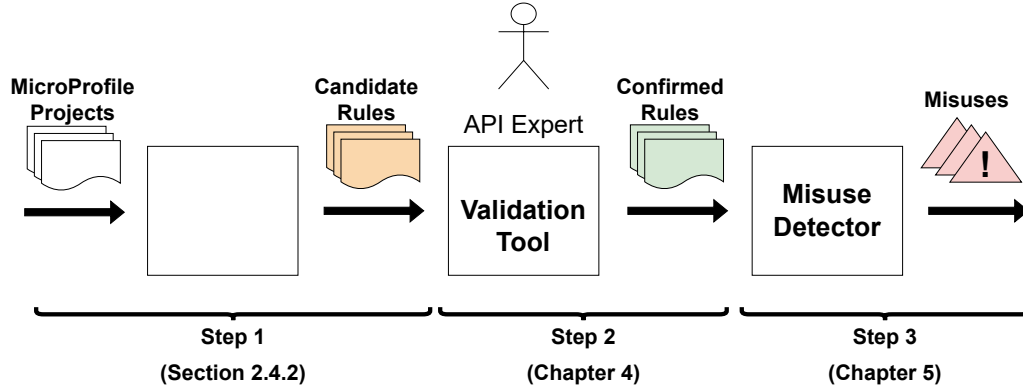 MicroProfile
Projects
Candidate
Rules
API Expert
Confirmed
Rules
Misuses
!
Validation
Tool
Misuse
Detector
Step 1
(Section 2.4.2)
Step 2
(Chapter 4)
Step 3
(Chapter 5)